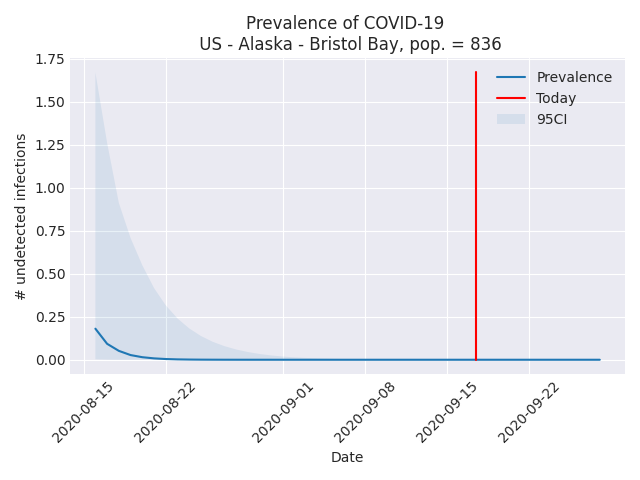 Prevalence of COVID-19
US - Alaska - Bristol Bay, pop. = 836
Prevalence
Today
95CI
# undetected infections
1.75
1.50
1.25
1.00
0.75
0.50
0.25
0.00
2020-08-15
2020-08-22
2020-09-01
2020-09-08
2020-09-15
2020-09-22
Date